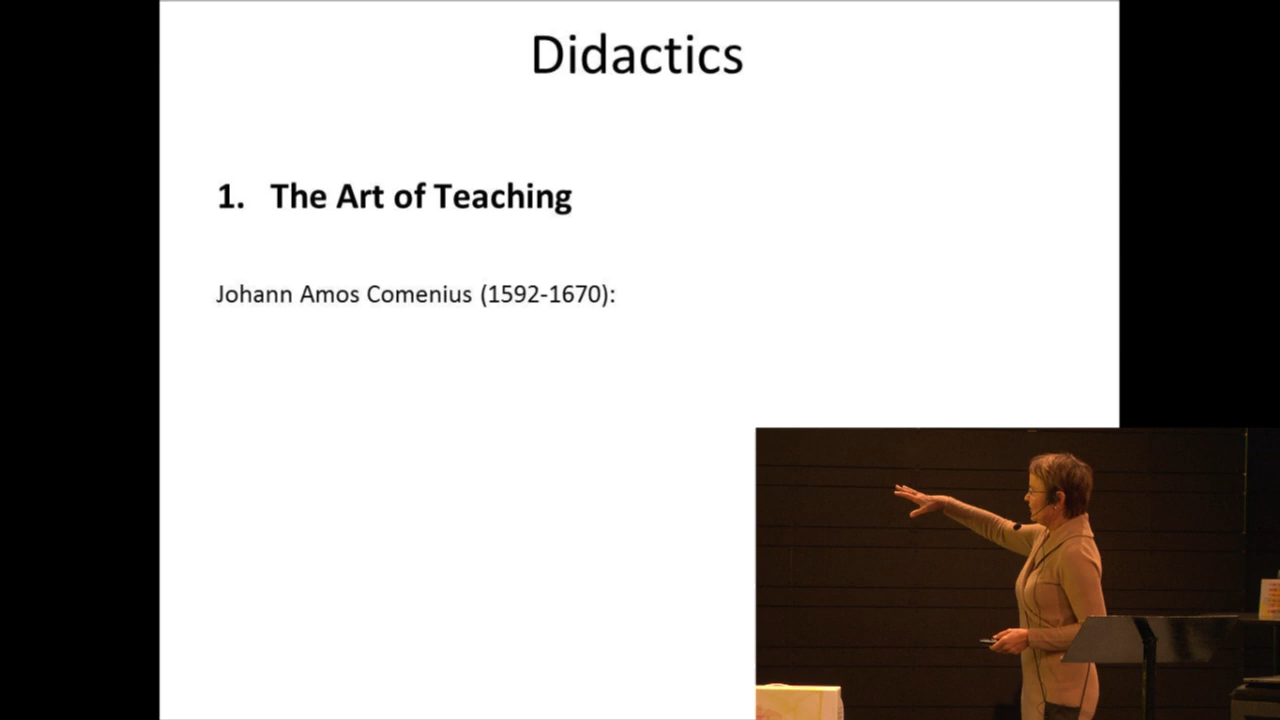 Didactics
1. The Art of Teaching
Johann Amos Comenius (1592-1670):